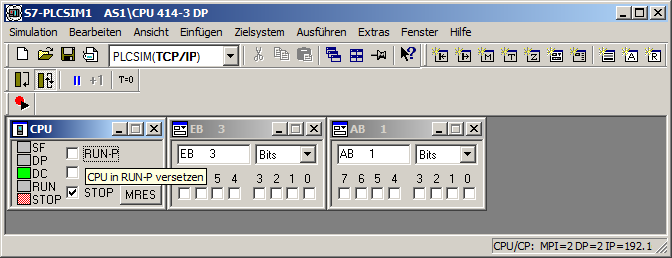 S7-PLCSIM1 AS1\CPU 414-3 DP
Simulation Bearbeiten Ansicht Einfügen Zielsystem Ausführen Extras Fenster Hilfe
PLCSIM(TCP/IP)
+1 T=0
CPU
EB 3
AB 1
SF
DP
DC
RUN
STOP
RUN-P
STOP
MRES
CPU in RUN-P versetzen
EB 3 Bits
5 4 3 2 1 0
AB 1 Bits
7 6 5 4 3 2 1 0
CPU/CP: MPI=2 DP=2 IP=192.1